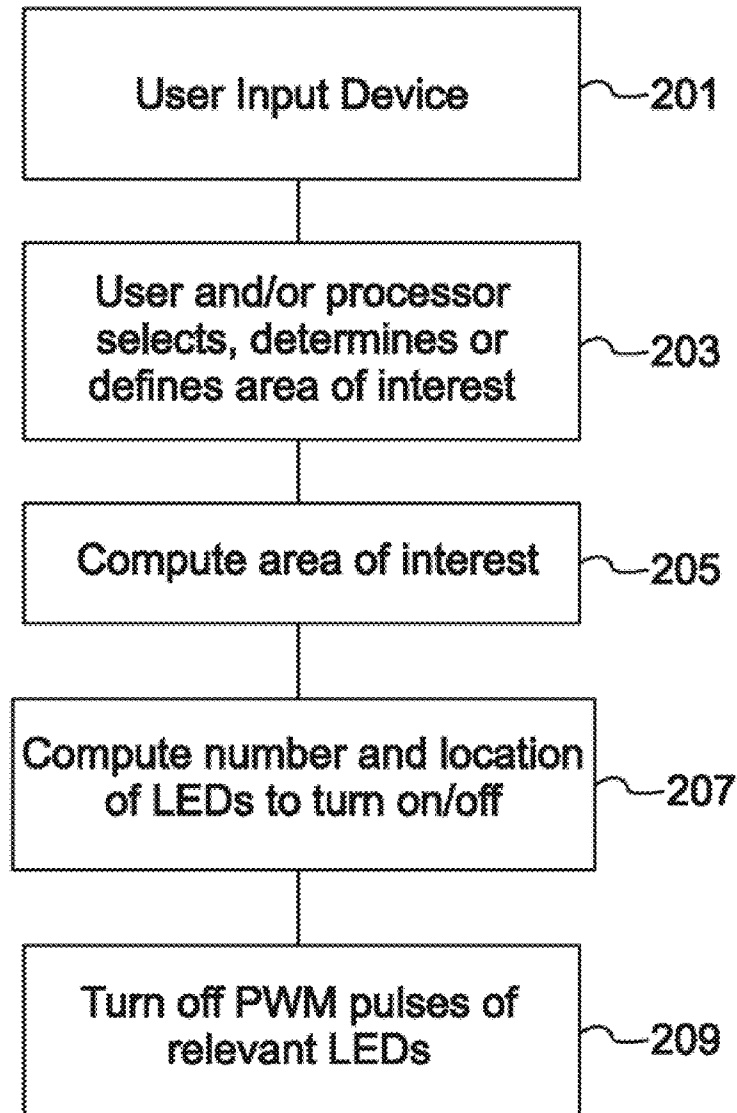 User Input Device
201
User and/or processor
selects, determines or
defines area of interest
203
Compute area of interest
205
Compute number and location
of LEDs to turn on/off
207
Turn off PWM pulses of
relevant LEDs
209